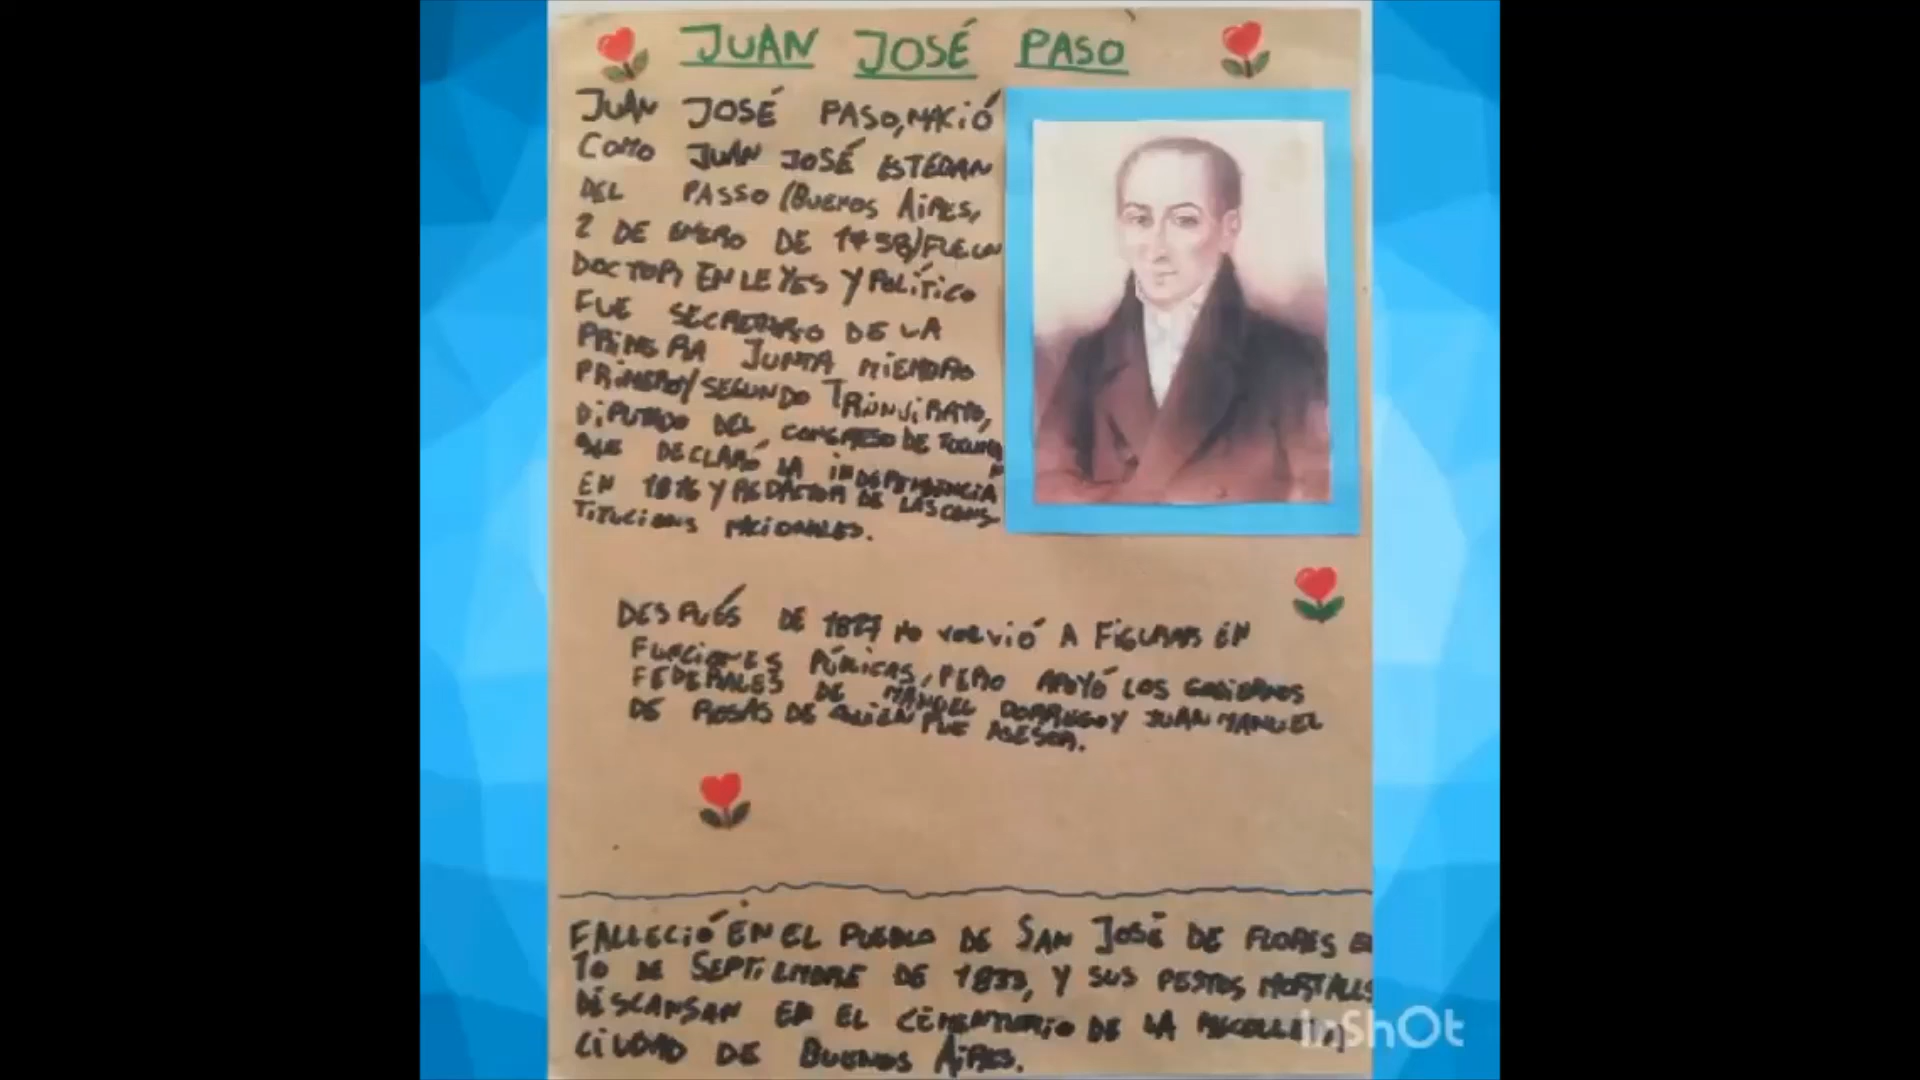 JUAN JOSÉ PASO
JUAN JOSÉ PASO, NACIÓ
COMO JUAN JOSÉ ESTEBAN
DEL PASSO (BUENOS AIRES,
2 DE ENERO DE 1758) FUE UN
DOCTOR EN LEYES Y POLÍTICO
FUE SECRETARIO DE LA
PRIMERA JUNTA MIEMBRO
PRIMERO/SEGUNDO TRIUNVIRATO,
DIPUTADO DEL CONGRESO DE TUCUMA
N
QUE DECLARÓ LA INDEPENDENCIA
EN 1816 Y REDACTOR DE LAS CONS-
TITUCIONS NACIONALES.
DESPUÉS DE 1827 NO VOLVIÓ A FIGURAR EN
FUNCIONES PÚBLICAS, PERO APOYÓ LOS GOBIERNOS
FEDERALES DE MANUEL DORREGO Y JUAN MANUEL
DE ROSAS DE QUIEN FUE ASESOR.
FALLECIÓ EN EL PUEBLO DE SAN JOSÉ DE FLORES E
10 DE SEPTIEMBRE DE 1833, Y SUS RESTOS MORTALES
DESCANSAN EN EL CEMENTERIO DE LA
CIUDAD DE BUENOS AIRES.
InShOt